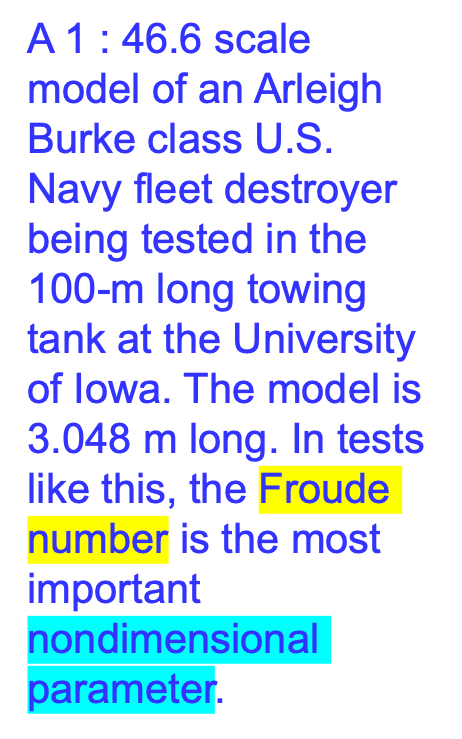 A 1 : 46.6 scale
model of an Arleigh
Burke class U.S.
Navy fleet destroyer
being tested in the
100-m long towing
tank at the University
of Iowa. The model is
3.048 m long. In tests
like this, the Froude
number is the most
important
nondimensional
parameter.